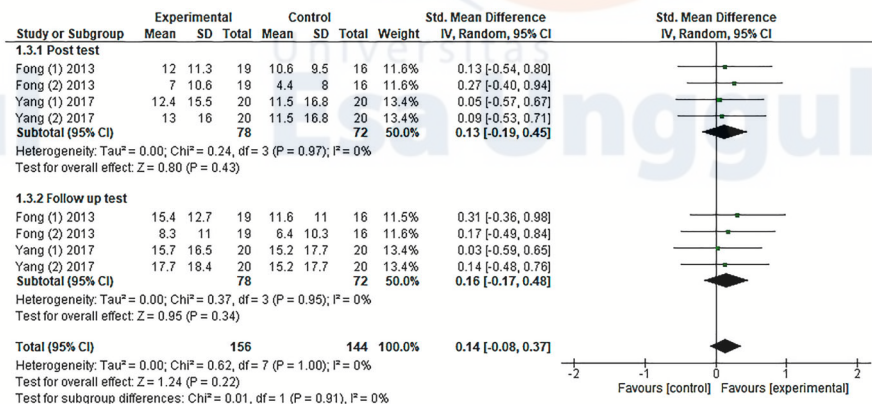 Experimental Control Std. Mean Difference Std. Mean Difference
Study or Subgroup Mean SD Total Mean SD Total Weight IV, Random, 95% CI IV, Random, 95% CI
1.3.1 Post test
Fong (1) 2013 12 11.3 19 10.6 9.5 16 11.6% 0.13 [-0.54, 0.80]
Fong (2) 2013 7 10.6 19 4.4 8 16 11.6% 0.27 [-0.40, 0.94]
Yang (1) 2017 12.4 15.5 20 11.5 16.8 20 13.4% 0.05 [-0.57, 0.67]
Yang (2) 2017 13 16 20 11.5 16.8 20 13.4% 0.09 [-0.53, 0.71]
Subtotal (95% CI) 78 72 50.0% 0.13 [-0.19, 0.45]
Heterogeneity: Tau² = 0.00; Chi² = 0.24, df = 3 (P = 0.97); I² = 0%
Test for overall effect: Z = 0.80 (P = 0.43)
1.3.2 Follow up test
Fong (1) 2013 15.4 12.7 19 11.6 11 16 11.5% 0.31 [-0.36, 0.98]
Fong (2) 2013 8.3 11 19 6.4 10.3 16 11.6% 0.17 [-0.49, 0.84]
Yang (1) 2017 15.7 16.5 20 15.2 17.7 20 13.4% 0.03 [-0.59, 0.65]
Yang (2) 2017 17.7 18.4 20 15.2 17.7 20 13.4% 0.14 [-0.48, 0.76]
Subtotal (95% CI) 78 72 50.0% 0.16 [-0.17, 0.48]
Heterogeneity: Tau² = 0.00; Chi² = 0.37, df = 3 (P = 0.95); I² = 0%
Test for overall effect: Z = 0.95 (P = 0.34)
Total (95% CI) 156 144 100.0% 0.14 [-0.08, 0.37]
Heterogeneity: Tau² = 0.00; Chi² = 0.62, df = 7 (P = 1.00); I² = 0%
Test for overall effect: Z = 1.24 (P = 0.22)
Test for subgroup differences: Chi² = 0.01, df = 1 (P = 0.91), I² = 0%
-2 -1 0 1 2
Favours [control] Favours [experimental]
Universitas
Esa Unggul